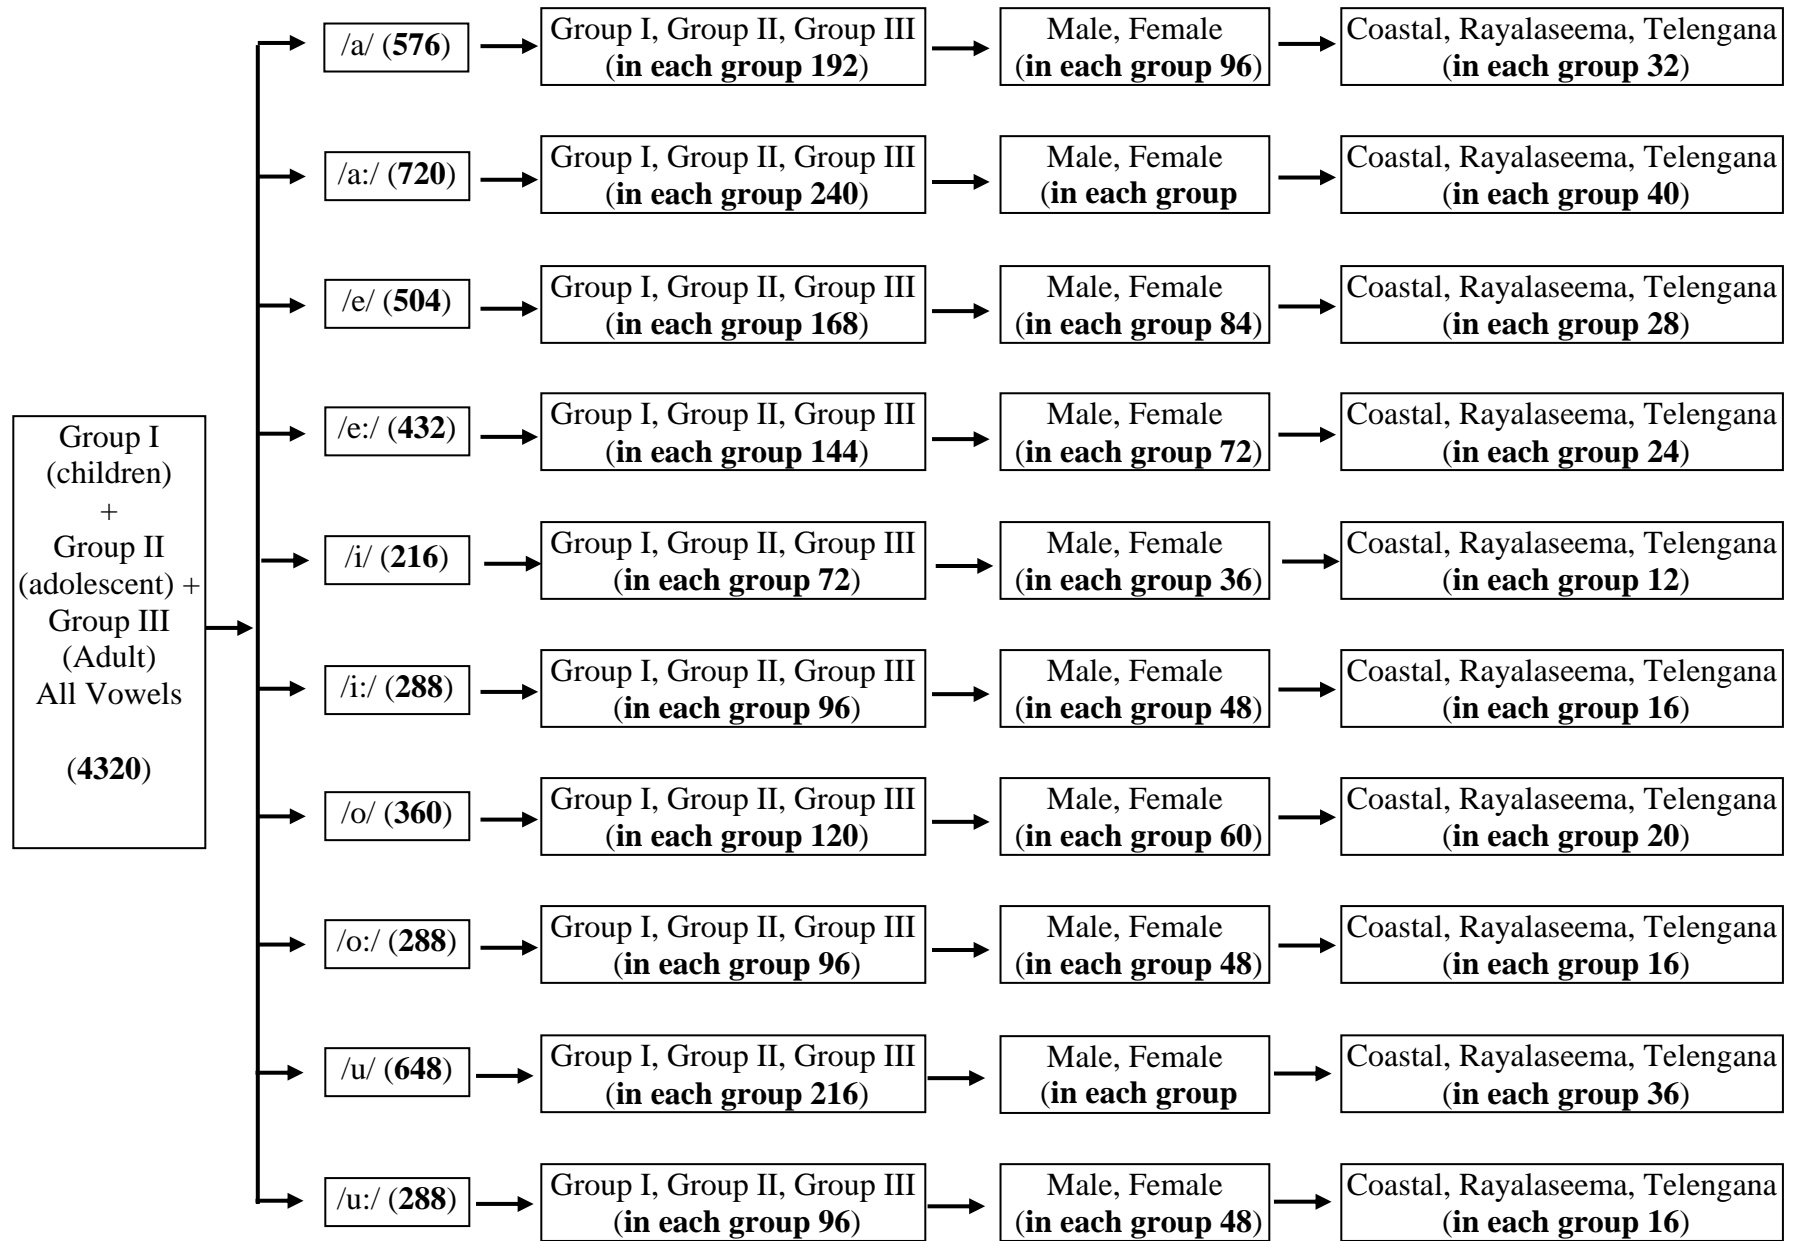 /a/ (576)
Group I, Group II, Group III
(in each group 192)
Male, Female
(in each group 96)
Coastal, Rayalaseema, Telengana
(in each group 32)
/a:/ (720)
Group I, Group II, Group III
(in each group 240)
Male, Female
(in each group
Coastal, Rayalaseema, Telengana
(in each group 40)
/e/ (504)
Group I, Group II, Group III
(in each group 168)
Male, Female
(in each group 84)
Coastal, Rayalaseema, Telengana
(in each group 28)
Group I
(children)
+
Group II
(adolescent) +
Group III
(Adult)
All Vowels
(4320)
/e:/ (432)
Group I, Group II, Group III
(in each group 144)
Male, Female
(in each group 72)
Coastal, Rayalaseema, Telengana
(in each group 24)
/i/ (216)
Group I, Group II, Group III
(in each group 72)
Male, Female
(in each group 36)
Coastal, Rayalaseema, Telengana
(in each group 12)
/i:/ (288)
Group I, Group II, Group III
(in each group 96)
Male, Female
(in each group 48)
Coastal, Rayalaseema, Telengana
(in each group 16)
/o/ (360)
Group I, Group II, Group III
(in each group 120)
Male, Female
(in each group 60)
Coastal, Rayalaseema, Telengana
(in each group 20)
/o:/ (288)
Group I, Group II, Group III
(in each group 96)
Male, Female
(in each group 48)
Coastal, Rayalaseema, Telengana
(in each group 16)
/u/ (648)
Group I, Group II, Group III
(in each group 216)
Male, Female
(in each group
Coastal, Rayalaseema, Telengana
(in each group 36)
/u:/ (288)
Group I, Group II, Group III
(in each group 96)
Male, Female
(in each group 48)
Coastal, Rayalaseema, Telengana
(in each group 16)